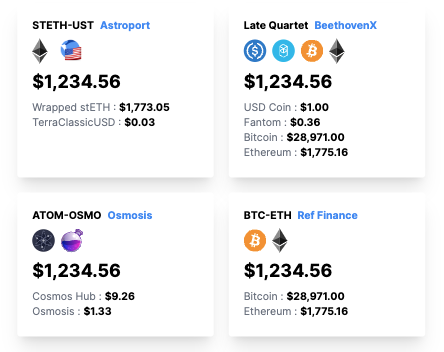 STETH-UST Astroport
$1,234.56
Wrapped stETH : $1,773.05
TerraClassicUSD : $0.03
Late Quartet BeethovenX
$1,234.56
USD Coin : $1.00
Fantom : $0.36
Bitcoin : $28,971.00
Ethereum : $1,775.16
ATOM-OSMO Osmosis
$1,234.56
Cosmos Hub : $9.26
Osmosis : $1.33
BTC-ETH Ref Finance
$1,234.56
Bitcoin : $28,971.00
Ethereum : $1,775.16